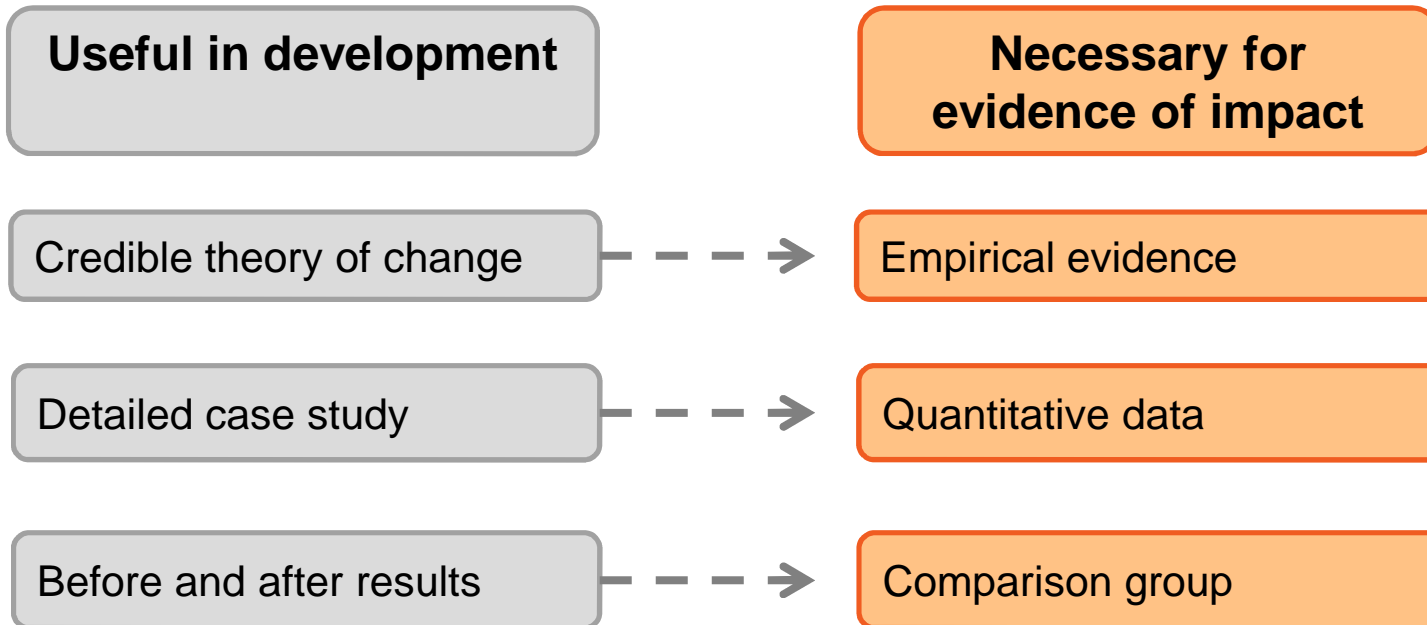 Useful in development
Necessary for
evidence of impact
Credible theory of change
Empirical evidence
Detailed case study
Quantitative data
Before and after results
Comparison group